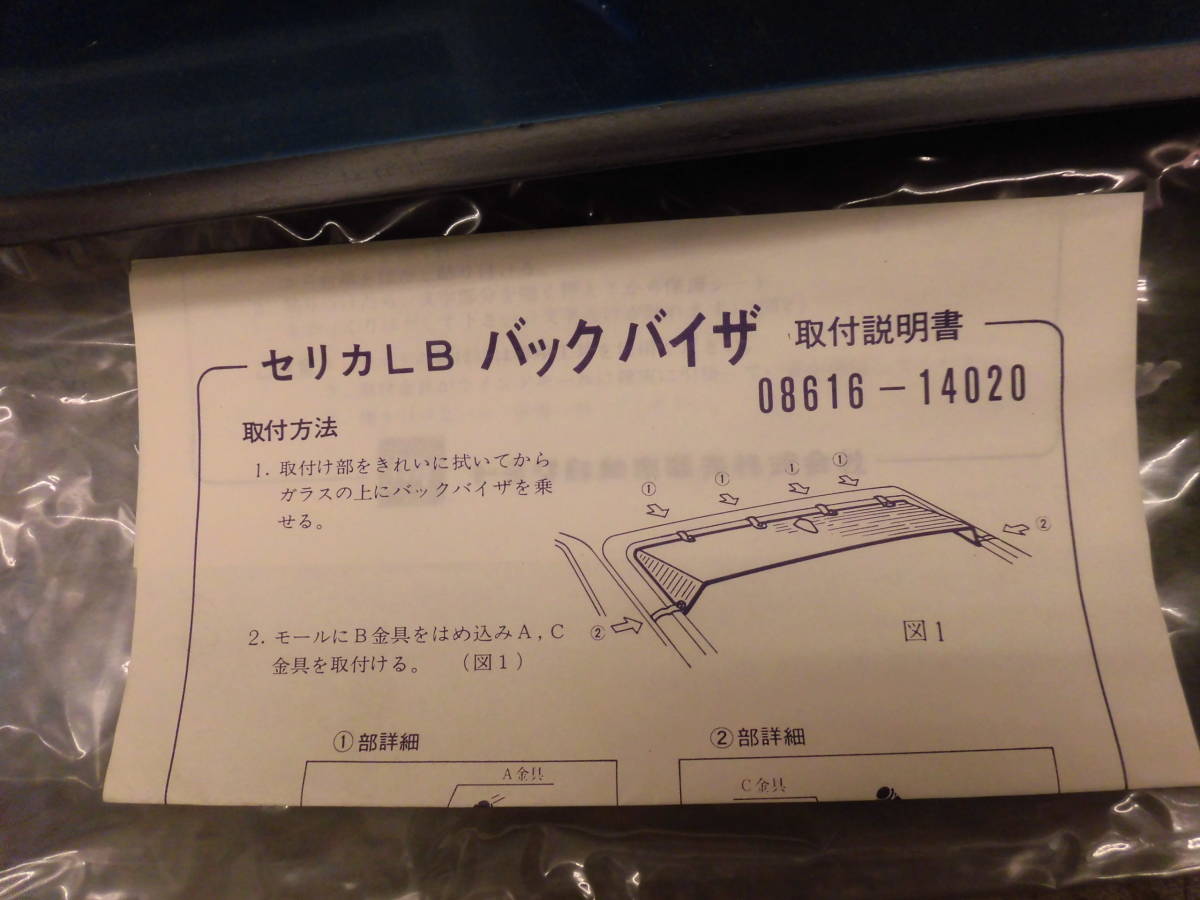 セリカLB バックバイザ 取付説明書
08616-14020
取付方法
1. 取付け部をきれいに拭いてから
ガラスの上にバックバイザを乗
せる。
① ① ① ①
②
2. モールにB金具をはめ込みA,C
金具を取付ける。 (図1)
②
図1
①部詳細
②部詳細
A金具
C金具